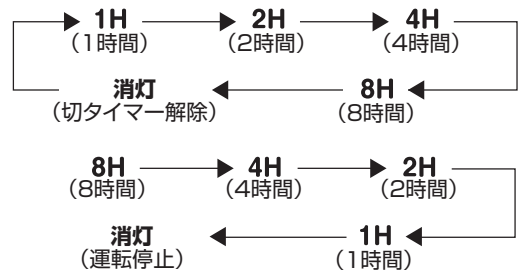 1H 2H 4H
(1時間) (2時間) (4時間)
消灯 8H
(切タイマー解除) (8時間)
8H 4H 2H
(8時間) (4時間) (2時間)
消灯 1H
(運転停止) (1時間)